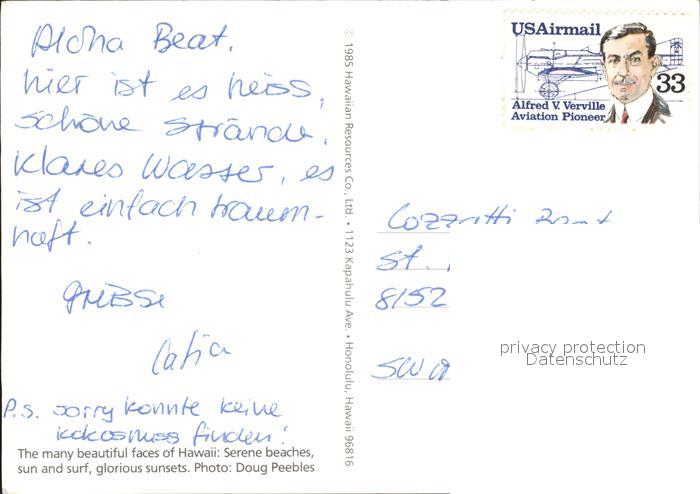 Aloha Beat.
hier ist es heiss,
schöne Strände,
klares Wasser, es
ist einfach traum-
haft.
Grüsse
Catia
P.S. sorry konnte keine
kokosnuss finden!
The many beautiful faces of Hawaii: Serene beaches,
sun and surf, glorious sunsets. Photo: Doug Peebles
© 1985 Hawaiian Resources Co., Ltd. • 1123 Kapahulu Ave. • Honolulu, Hawaii 96816
USAirmail
33
Alfred V. Verville
Aviation Pioneer
St.
8152
privacy protection
Datenschutz